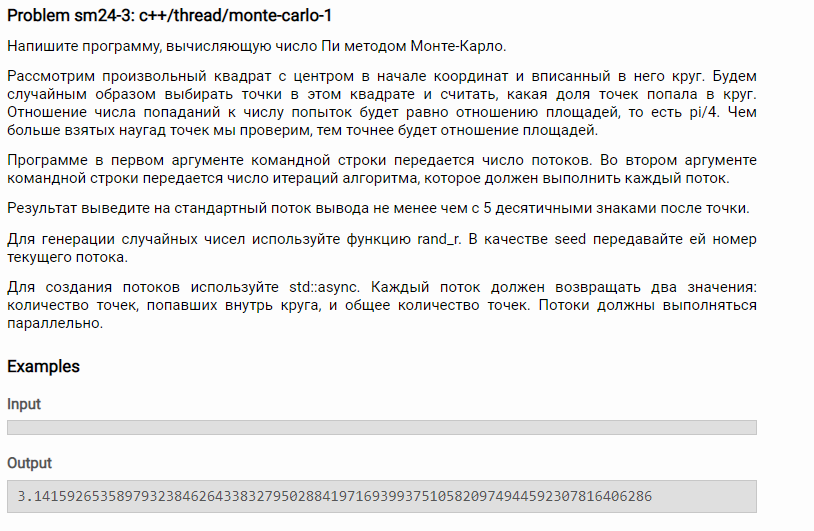 Problem sm24-3: c++/thread/monte-carlo-1
Напишите программу, вычисляющую число Пи методом Монте-Карло.
Рассмотрим произвольный квадрат с центром в начале координат и вписанный в него круг. Будем
случайным образом выбирать точки в этом квадрате и считать, какая доля точек попала в круг.
Отношение числа попаданий к числу попыток будет равно отношению площадей, то есть pi/4. Чем
больше взятых наугад точек мы проверим, тем точнее будет отношение площадей.
Программе в первом аргументе командной строки передается число потоков. Во втором аргументе
командной строки передается число итераций алгоритма, которое должен выполнить каждый поток.
Результат выведите на стандартный поток вывода не менее чем с 5 десятичными знаками после точки.
Для генерации случайных чисел используйте функцию rand_r. В качестве seed передавайте ей номер
текущего потока.
Для создания потоков используйте std::async. Каждый поток должен возвращать два значения:
количество точек, попавших внутрь круга, и общее количество точек. Потоки должны выполняться
параллельно.
Examples
Input
Output
3.1415926535897932384626433832795028841971693993751058209749445923078164​06286